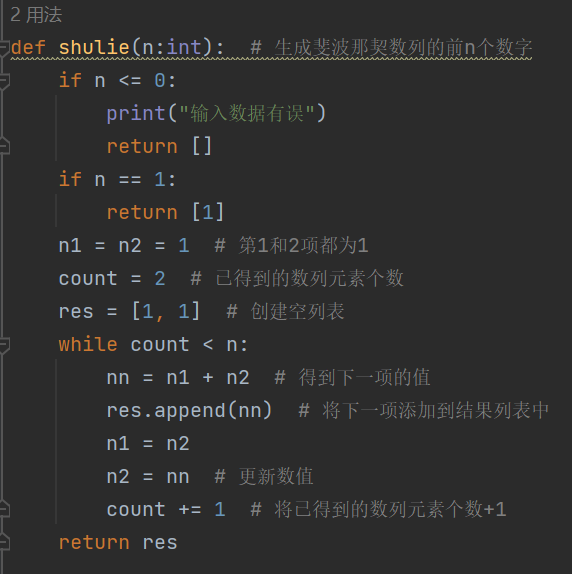 2 用法
def shulie(n:int):  # 生成斐波那契数列的前n个数字
    if n <= 0:
        print("输入数据有误")
        return []
    if n == 1:
        return [1]
    n1 = n2 = 1  # 第1和2项都为1
    count = 2  # 已得到的数列元素个数
    res = [1, 1]  # 创建空列表
    while count < n:
        nn = n1 + n2  # 得到下一项的值
        res.append(nn)  # 将下一项添加到结果列表中
        n1 = n2
        n2 = nn  # 更新数值
        count += 1  # 将已得到的数列元素个数+1
    return res